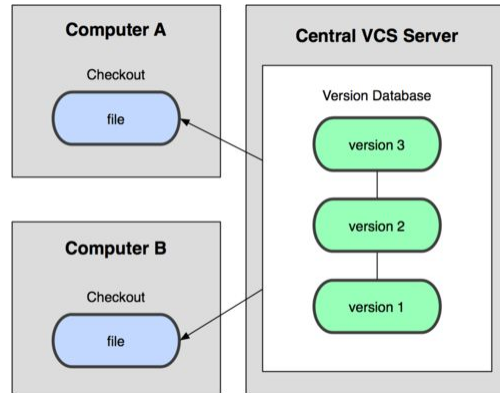 Computer A
Checkout
file
Computer B
Checkout
file
Central VCS Server
Version Database
version 3
version 2
version 1